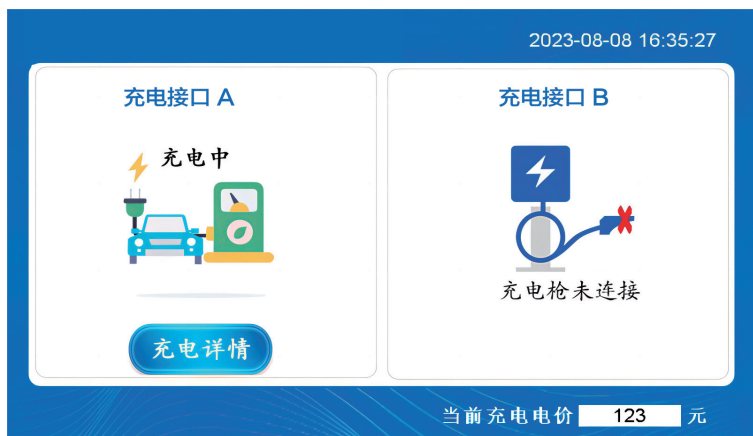 2023-08-08 16:35:27
充电接口 A
充电中
充电详情
充电接口 B
充电枪未连接
当前充电电价 123 元